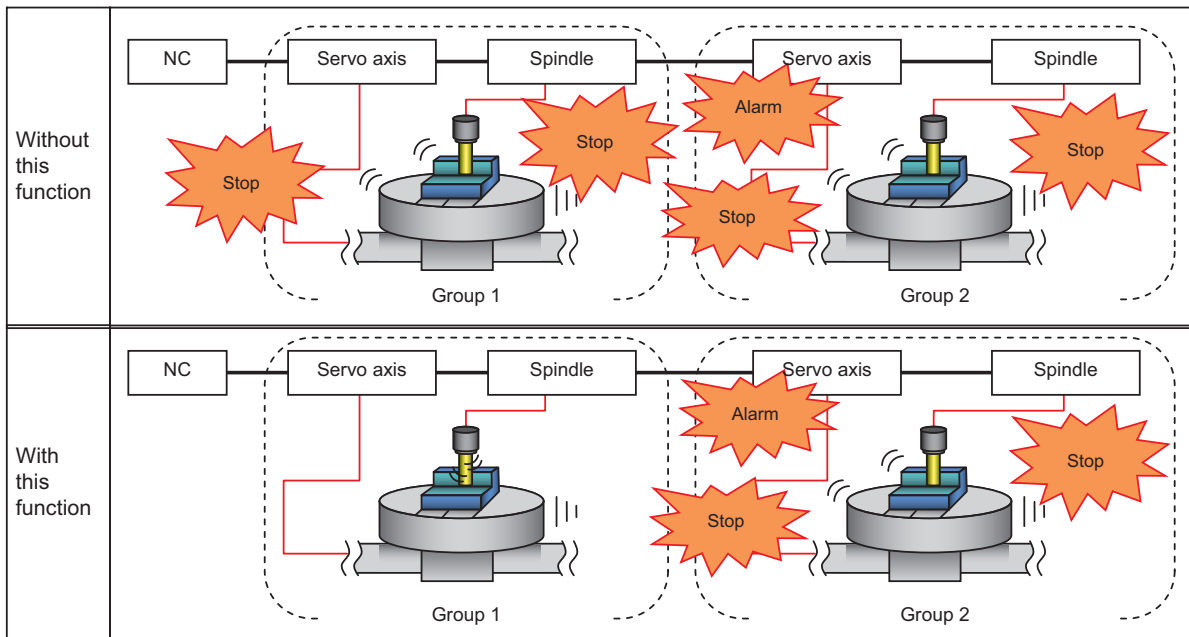 Without
this
function
NC
Servo axis
Spindle
Servo axis
Spindle
Alarm
Stop
Stop
Stop
Stop
Group 1
Group 2
With
this
function
NC
Servo axis
Spindle
Servo axis
Spindle
Alarm
Stop
Stop
Group 1
Group 2